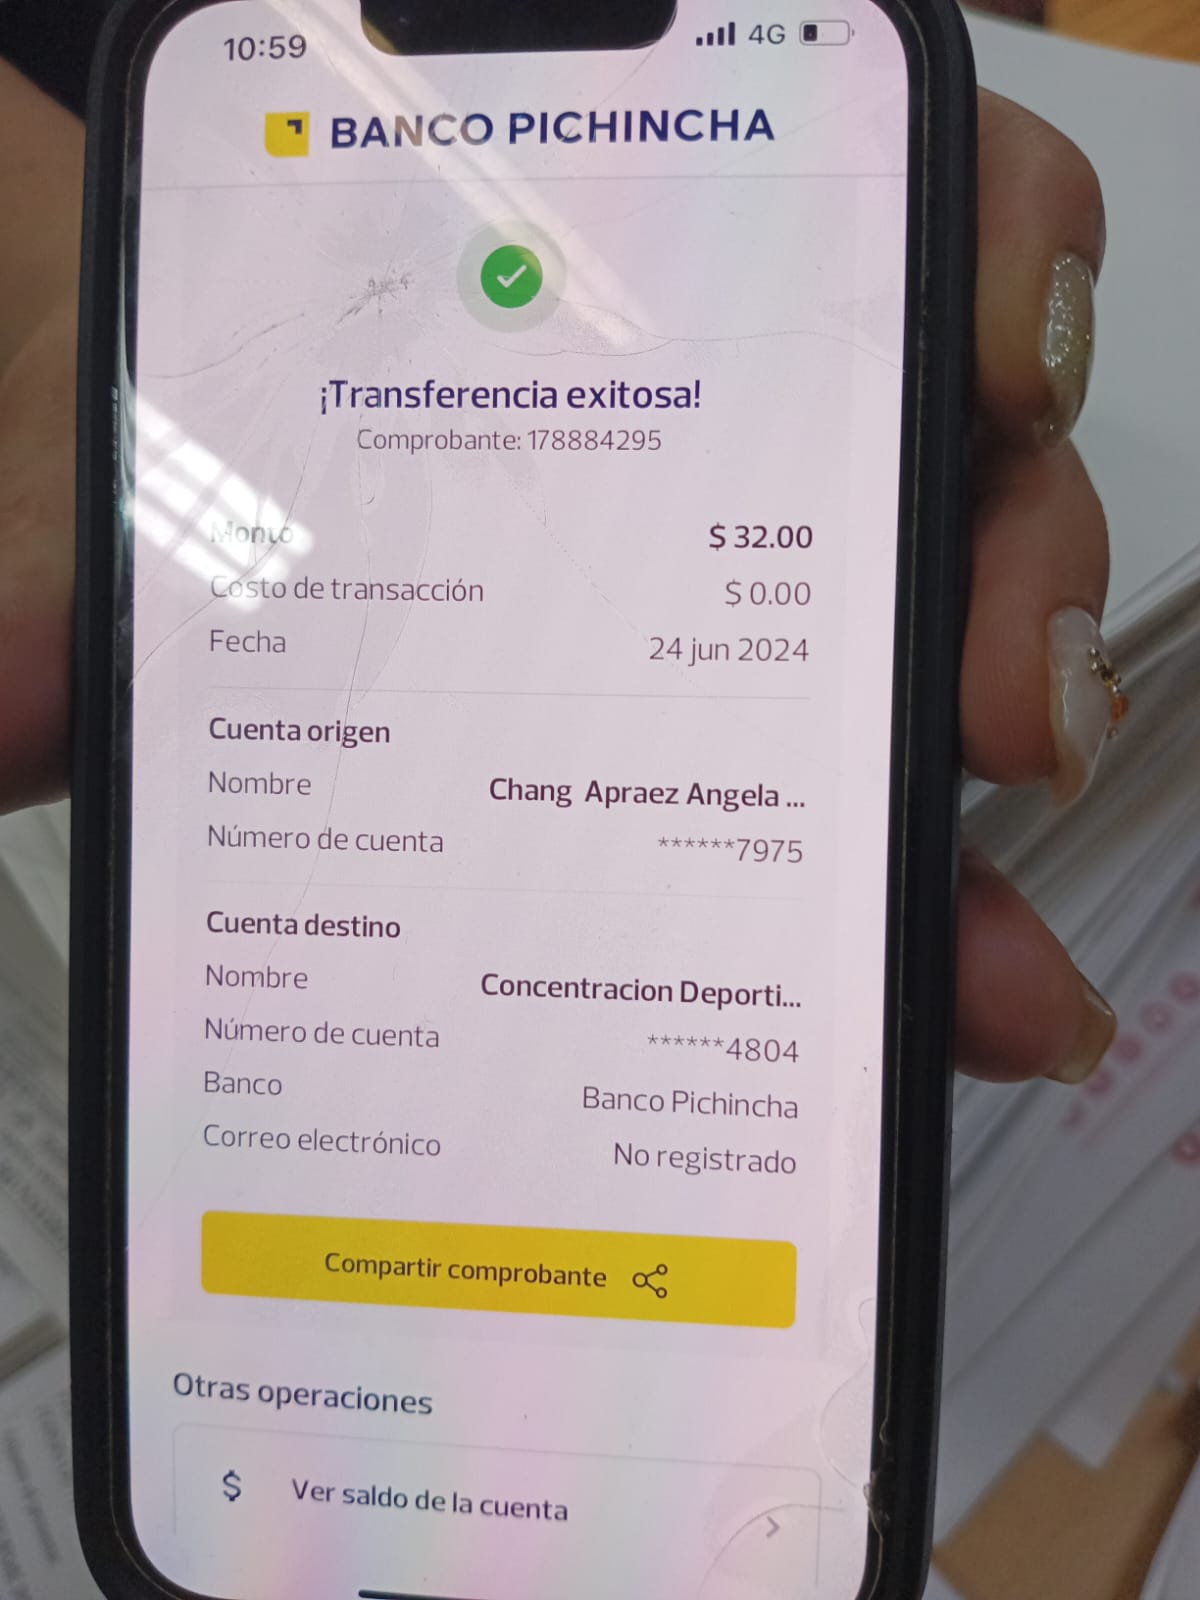 10:59
4G
BANCO PICHINCHA
¡Transferencia exitosa!
Comprobante: 178884295
Monto $ 32.00
Costo de transacción $ 0.00
Fecha 24 jun 2024
Cuenta origen
Nombre Chang Apraez Angela ...
Número de cuenta ******7975
Cuenta destino
Nombre Concentracion Deporti...
Número de cuenta ******4804
Banco Banco Pichincha
Correo electrónico No registrado
Compartir comprobante
Otras operaciones
$ Ver saldo de la cuenta